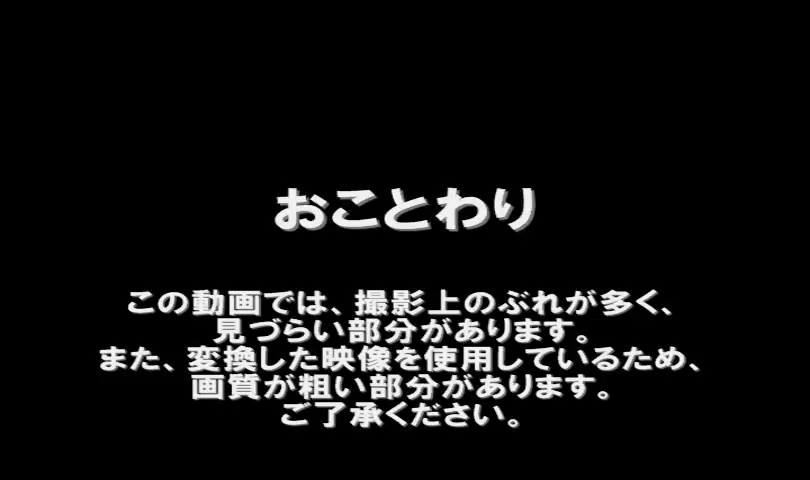 おことわり
この動画では、撮影上のぶれが多く、
見づらい部分があります。
また、変換した映像を使用しているため、
画質が粗い部分があります。
ご了承ください。